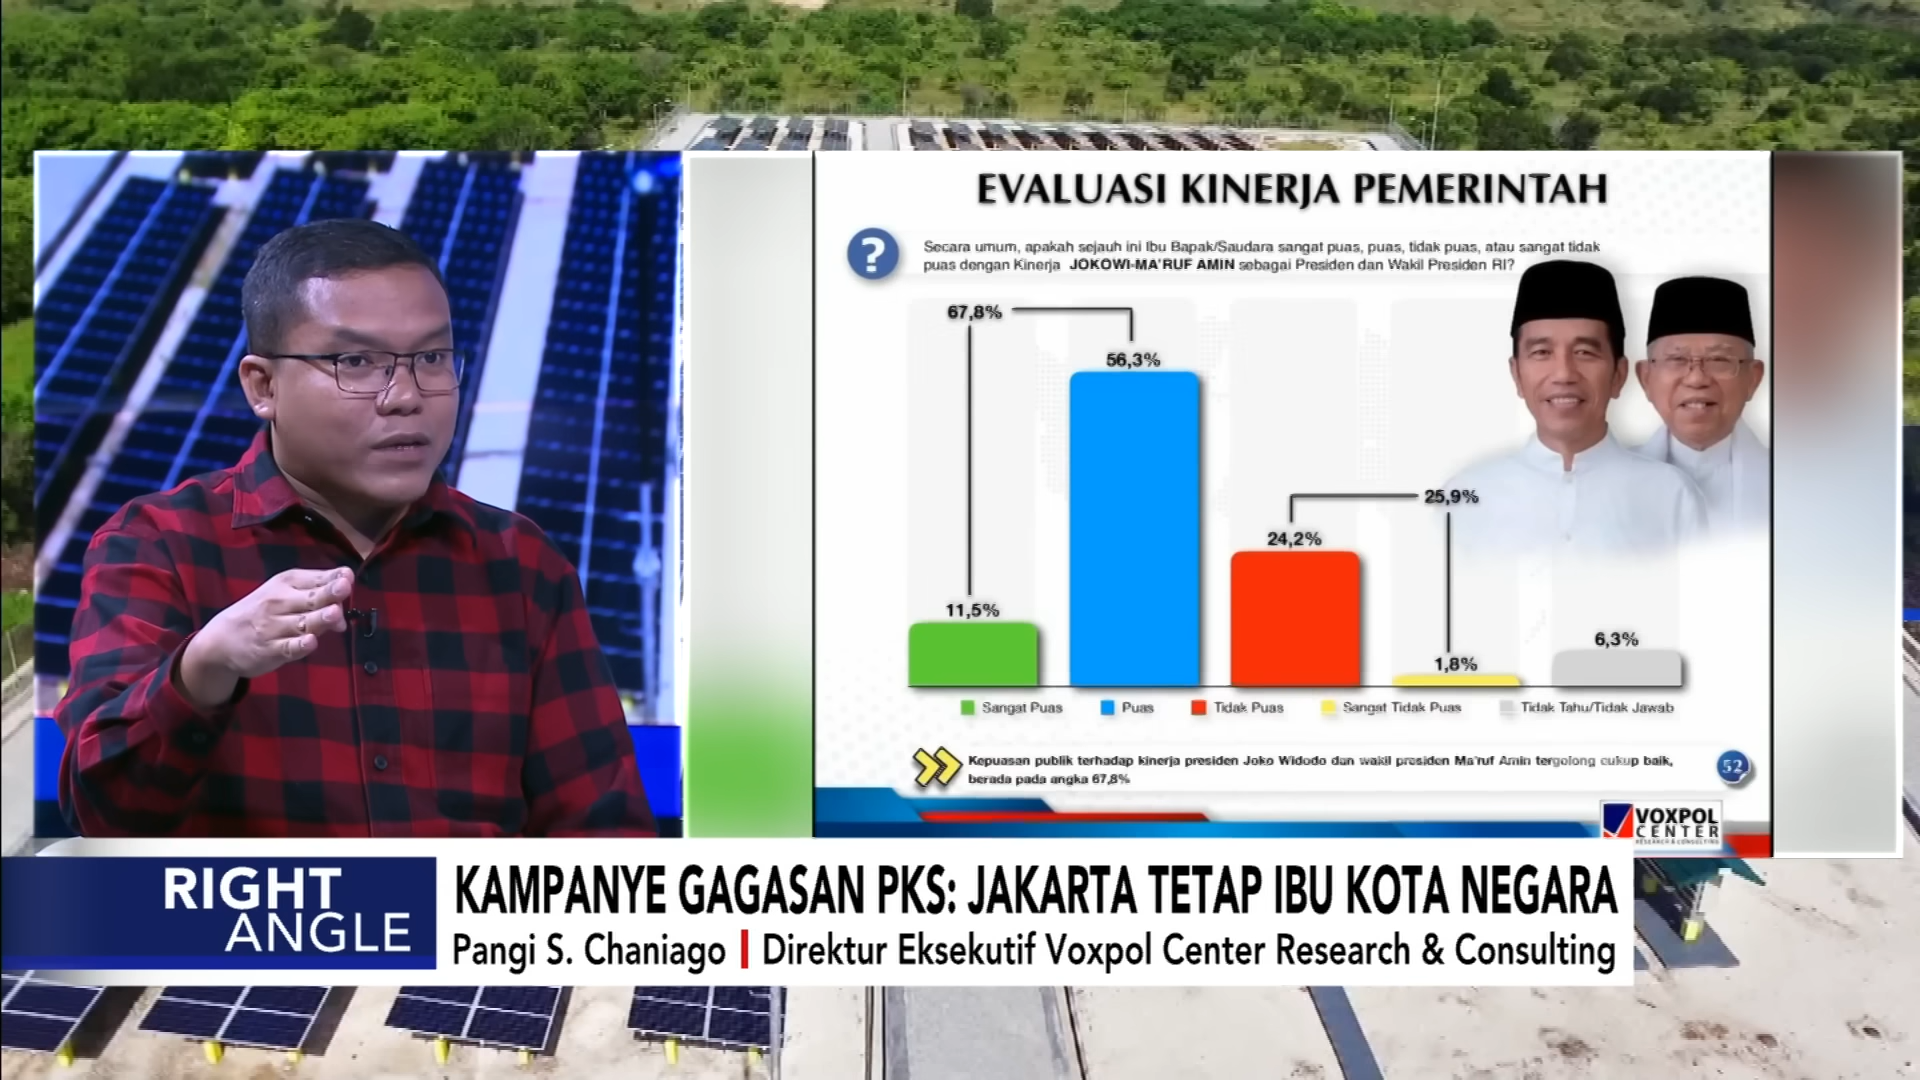 EVALUASI KINERJA PEMERINTAH
?
Secara umum, apakah sejauh ini Ibu Bapak/Saudara sangat puas, puas, tidak puas, atau sangat tidak
puas dengan Kinerja JOKOWI-MA'RUF AMIN sebagai Presiden dan Wakil Presiden RI?
67,8%
56,3%
25,9%
24,2%
11,5%
6,3%
1,8%
Sangat Puas
Puas
Tidak Puas
Sangat Tidak Puas
Tidak Tahu/Tidak Jawab
Kepuasan publik terhadap kinerja presiden Joko Widodo dan wakil presiden Ma'ruf Amin tergolong cukup baik,
berada pada angka 67,8%
52
VOXPOL
CENTER
RESEARCH & CONSULTING
RIGHT
ANGLE
KAMPANYE GAGASAN PKS: JAKARTA TETAP IBU KOTA NEGARA
Pangi S. Chaniago | Direktur Eksekutif Voxpol Center Research & Consulting